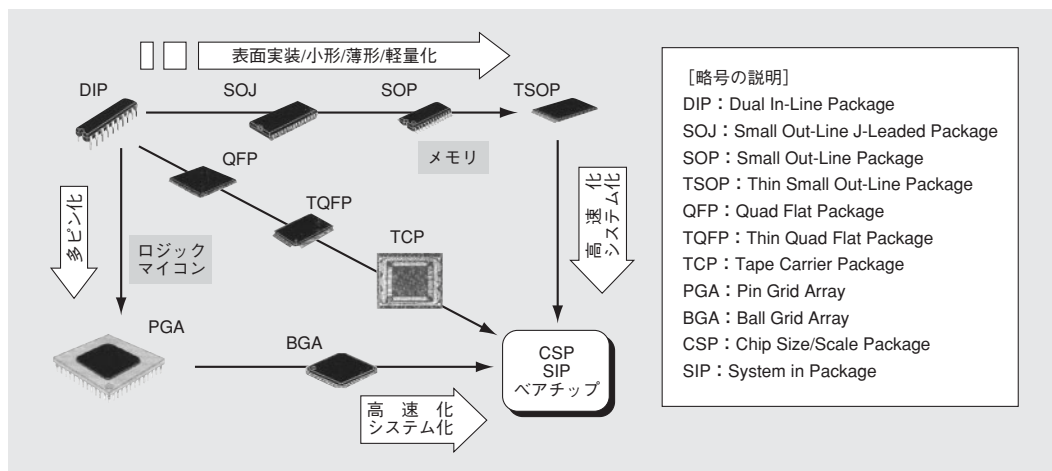 表面実装/小形/薄形/軽量化
DIP
SOJ
SOP
TSOP
メモリ
QFP
TQFP
TCP
多ピン化
ロジック
マイコン
高速化
システム化
PGA
BGA
CSP
SIP
ベアチップ
高速化
システム化
[略号の説明]
DIP：Dual In-Line Package
SOJ：Small Out-Line J-Leaded Package
SOP：Small Out-Line Package
TSOP：Thin Small Out-Line Package
QFP：Quad Flat Package
TQFP：Thin Quad Flat Package
TCP：Tape Carrier Package
PGA：Pin Grid Array
BGA：Ball Grid Array
CSP：Chip Size/Scale Package
SIP：System in Package